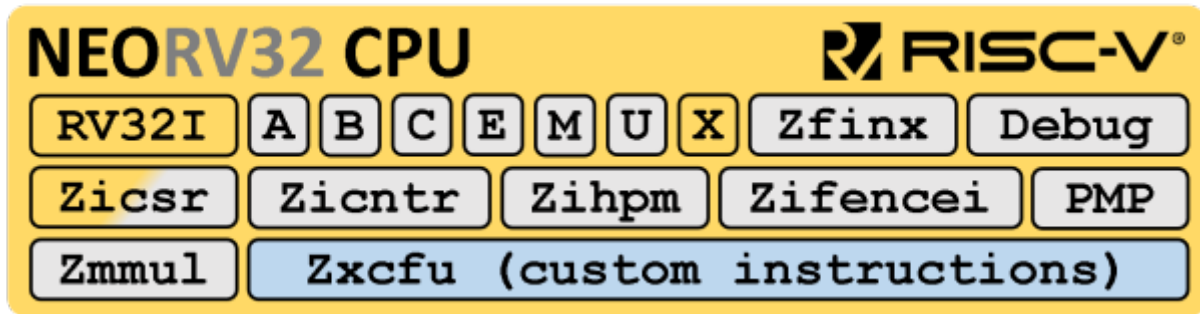 NEORV32 CPU RISC-V®
RV32I A B C E M U X Zfinx Debug
Zicsr Zicntr Zihpm Zifencei PMP
Zmmul Zxcfu (custom instructions)